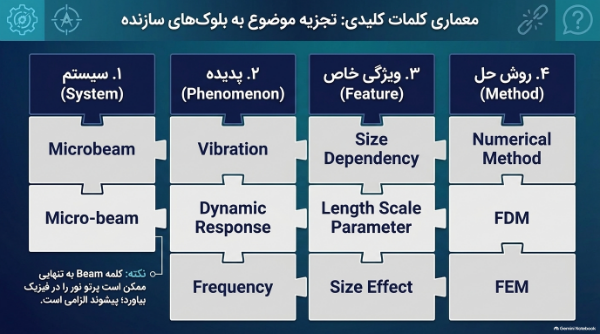 معماری کلمات کلیدی: تجزیه موضوع به بلوک‌های سازنده
۱. سیستم
(System)
Microbeam
Micro-beam
نکته: کلمه Beam به تنهایی
ممکن است پرتو نور را در فیزیک
بیاورد؛ پیشوند الزامی است.
۲. پدیده
(Phenomenon)
Vibration
Dynamic
Response
Frequency
۳. ویژگی خاص
(Feature)
Size
Dependency
Length Scale
Parameter
Size Effect
۴. روش حل
(Method)
Numerical
Method
FDM
FEM
Gemini Notebook